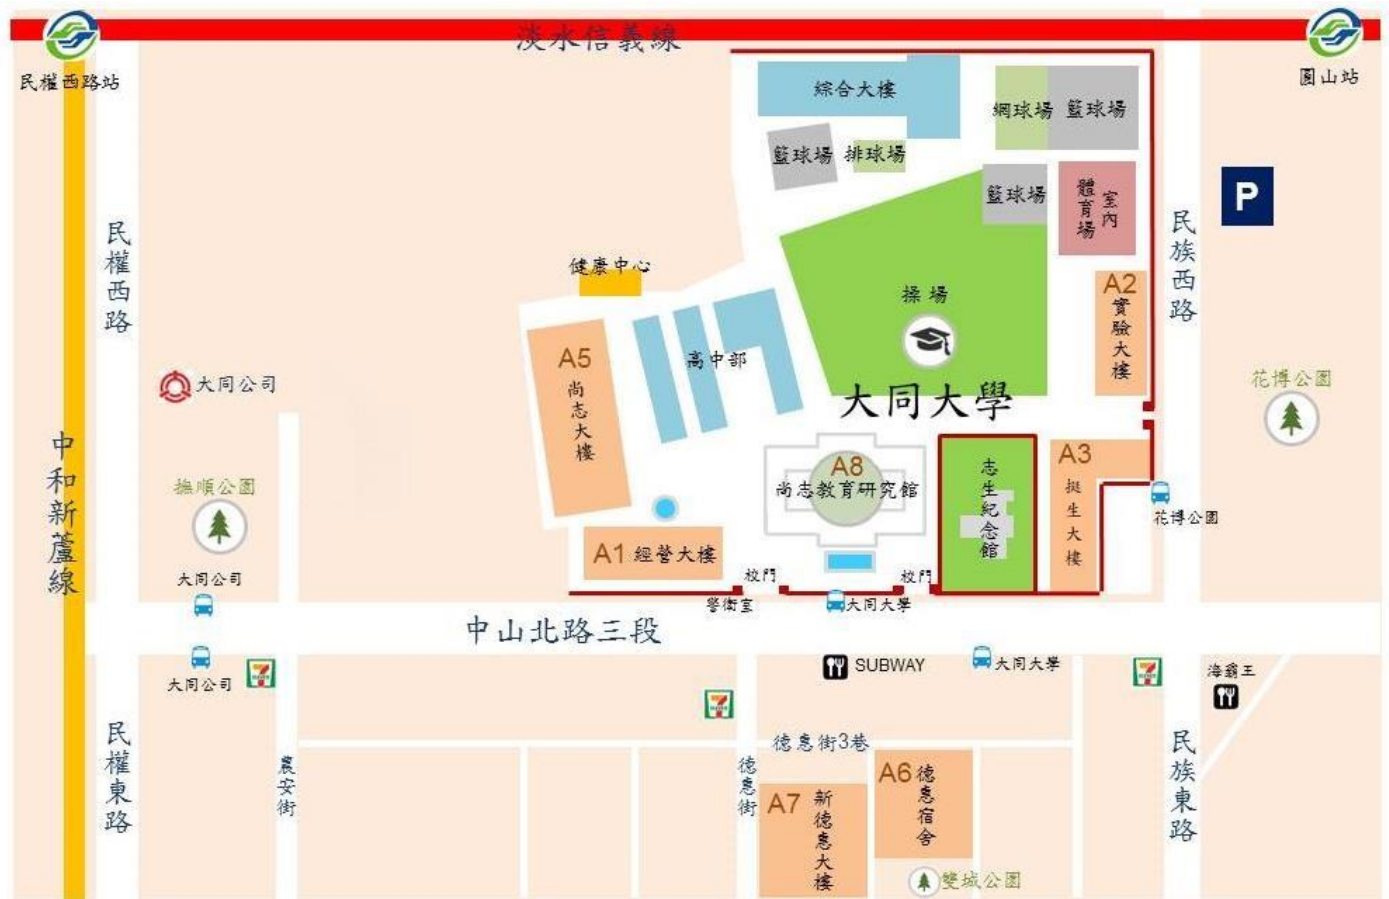 淡水信義線
民權西路站
圓山站
綜合大樓
網球場
籃球場
籃球場
排球場
籃球場
室內
體育場
P
民權西路
民族西路
健康中心
操場
A2
實驗大樓
A5
尚志大樓
高中部
大同公司
大同大學
花博公園
中和新蘆線
撫順公園
A8
尚志教育研究館
志生紀念館
A3
挺生大樓
花博公園
A1 經營大樓
大同公司
校門
校門
警衛室
大同大學
中山北路三段
大同公司
SUBWAY
大同大學
海霸王
民權東路
農安街
德惠街
德惠街3巷
民族東路
A6
德惠宿舍
A7
新德惠大樓
雙城公園